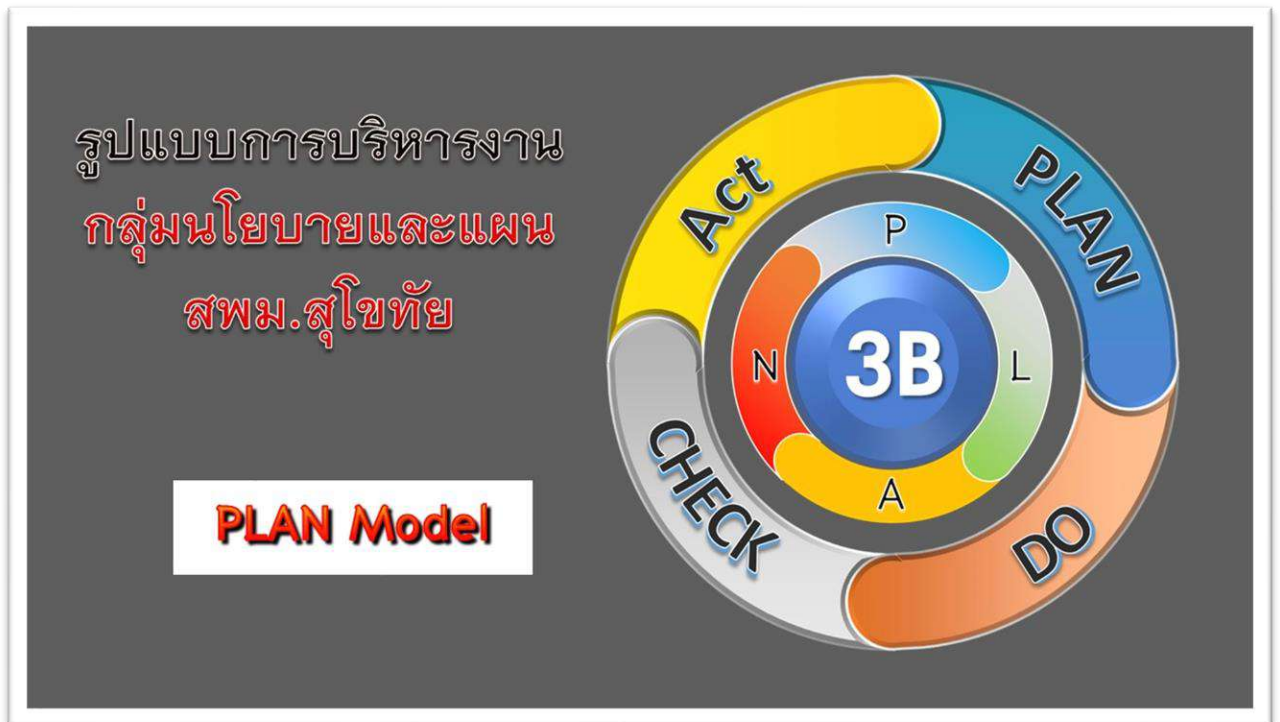 รูปแบบการบริหารงาน
กลุ่มนโยบายและแผน
สพม.สุโขทัย
PLAN Model
PLAN
DO
CHECK
Act
P
L
A
N
3B